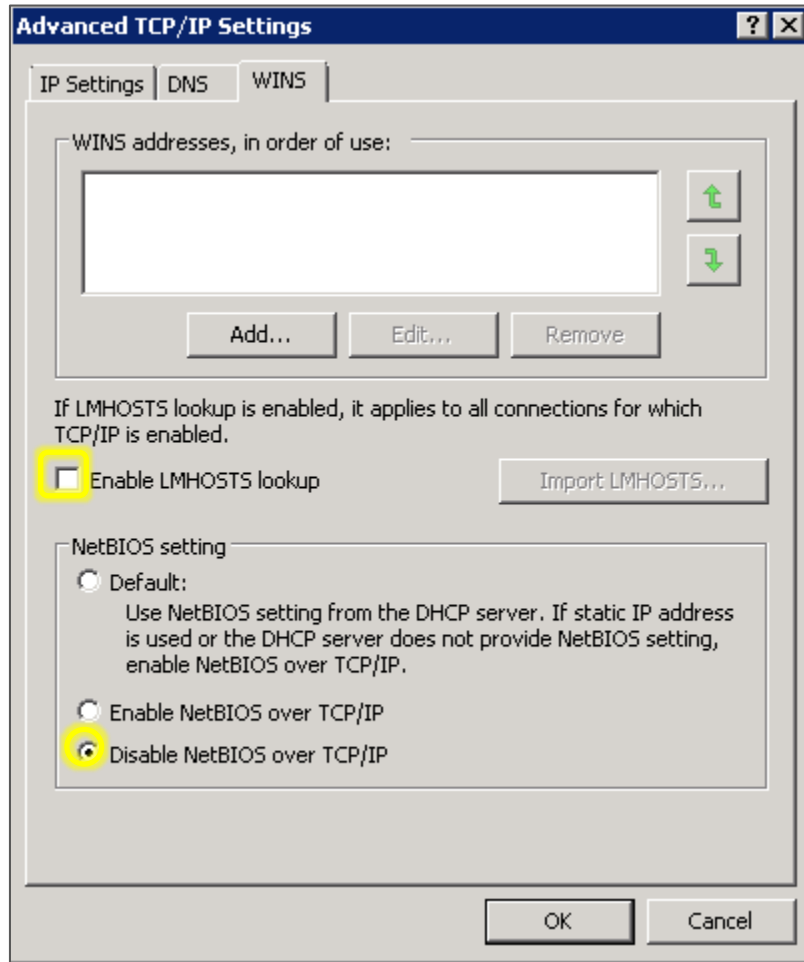 Advanced TCP/IP Settings
IP Settings DNS WINS
WINS addresses, in order of use:
Add... Edit... Remove
If LMHOSTS lookup is enabled, it applies to all connections for which
TCP/IP is enabled.
Enable LMHOSTS lookup Import LMHOSTS...
NetBIOS setting
Default:
Use NetBIOS setting from the DHCP server. If static IP address
is used or the DHCP server does not provide NetBIOS setting,
enable NetBIOS over TCP/IP.
Enable NetBIOS over TCP/IP
Disable NetBIOS over TCP/IP
OK Cancel